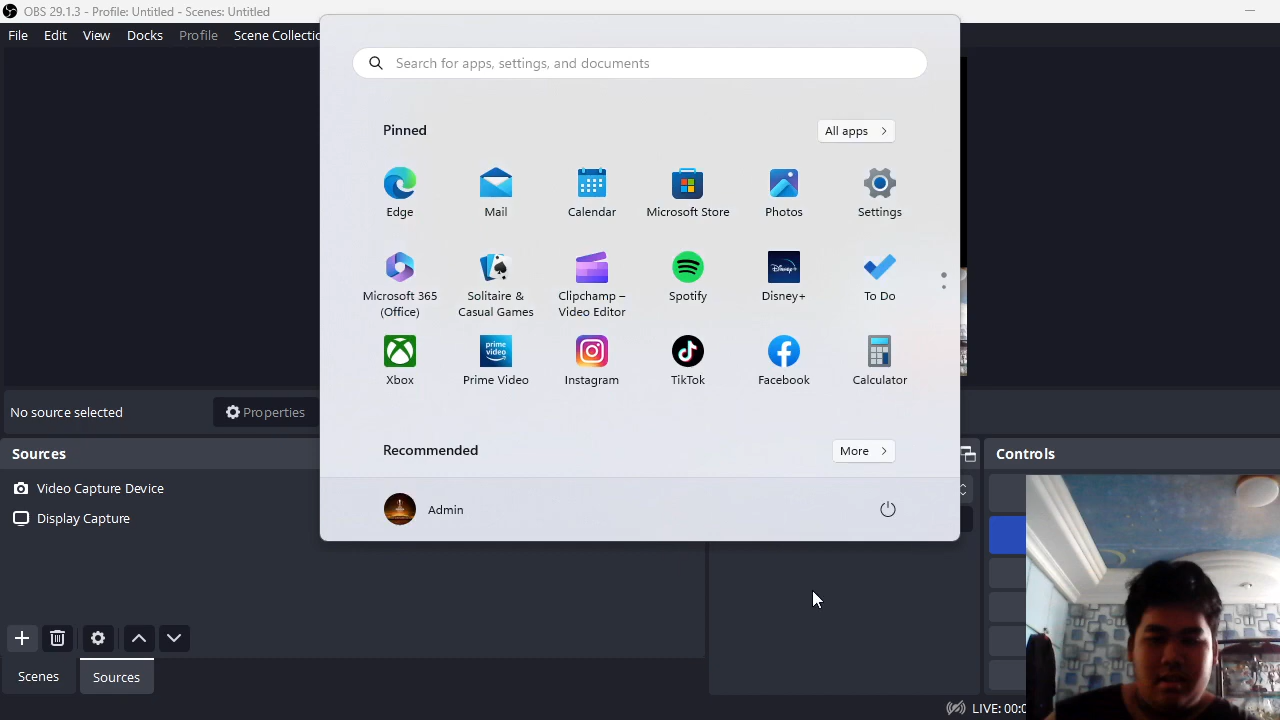 OBS 29.1.3 - Profile: Untitled - Scenes: Untitled
File Edit View Docks Profile Scene Collectio
Search for apps, settings, and documents
Pinned
All apps
Edge
Mail
Calendar
Microsoft Store
Photos
Settings
Microsoft 365
(Office)
Solitaire &
Casual Games
Clipchamp –
Video Editor
Spotify
Disney+
To Do
Xbox
prime
video
Prime Video
Instagram
TikTok
Facebook
Calculator
Recommended
More
Admin
No source selected
Properties
Sources
Video Capture Device
Display Capture
Scenes
Sources
Controls
LIVE: 00:0